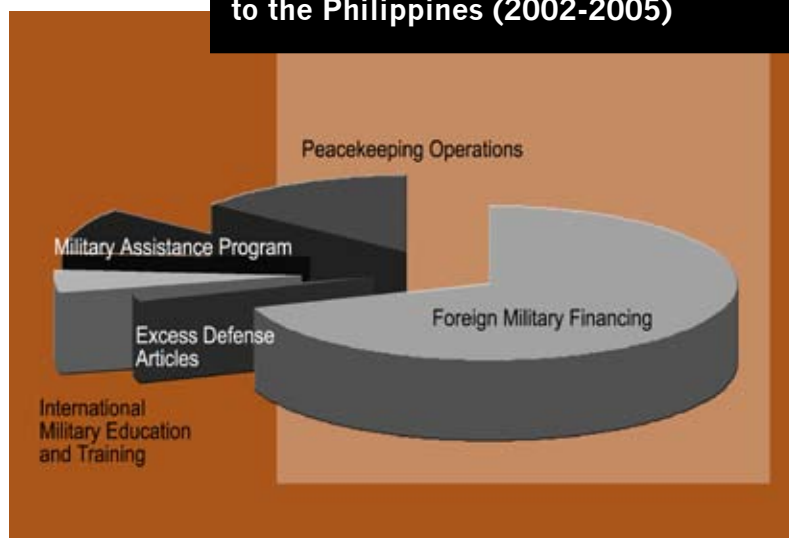 to the Philippines (2002-2005)
Peacekeeping Operations
Military Assistance Program
Foreign Military Financing
Excess Defense
Articles
International
Military Education
and Training